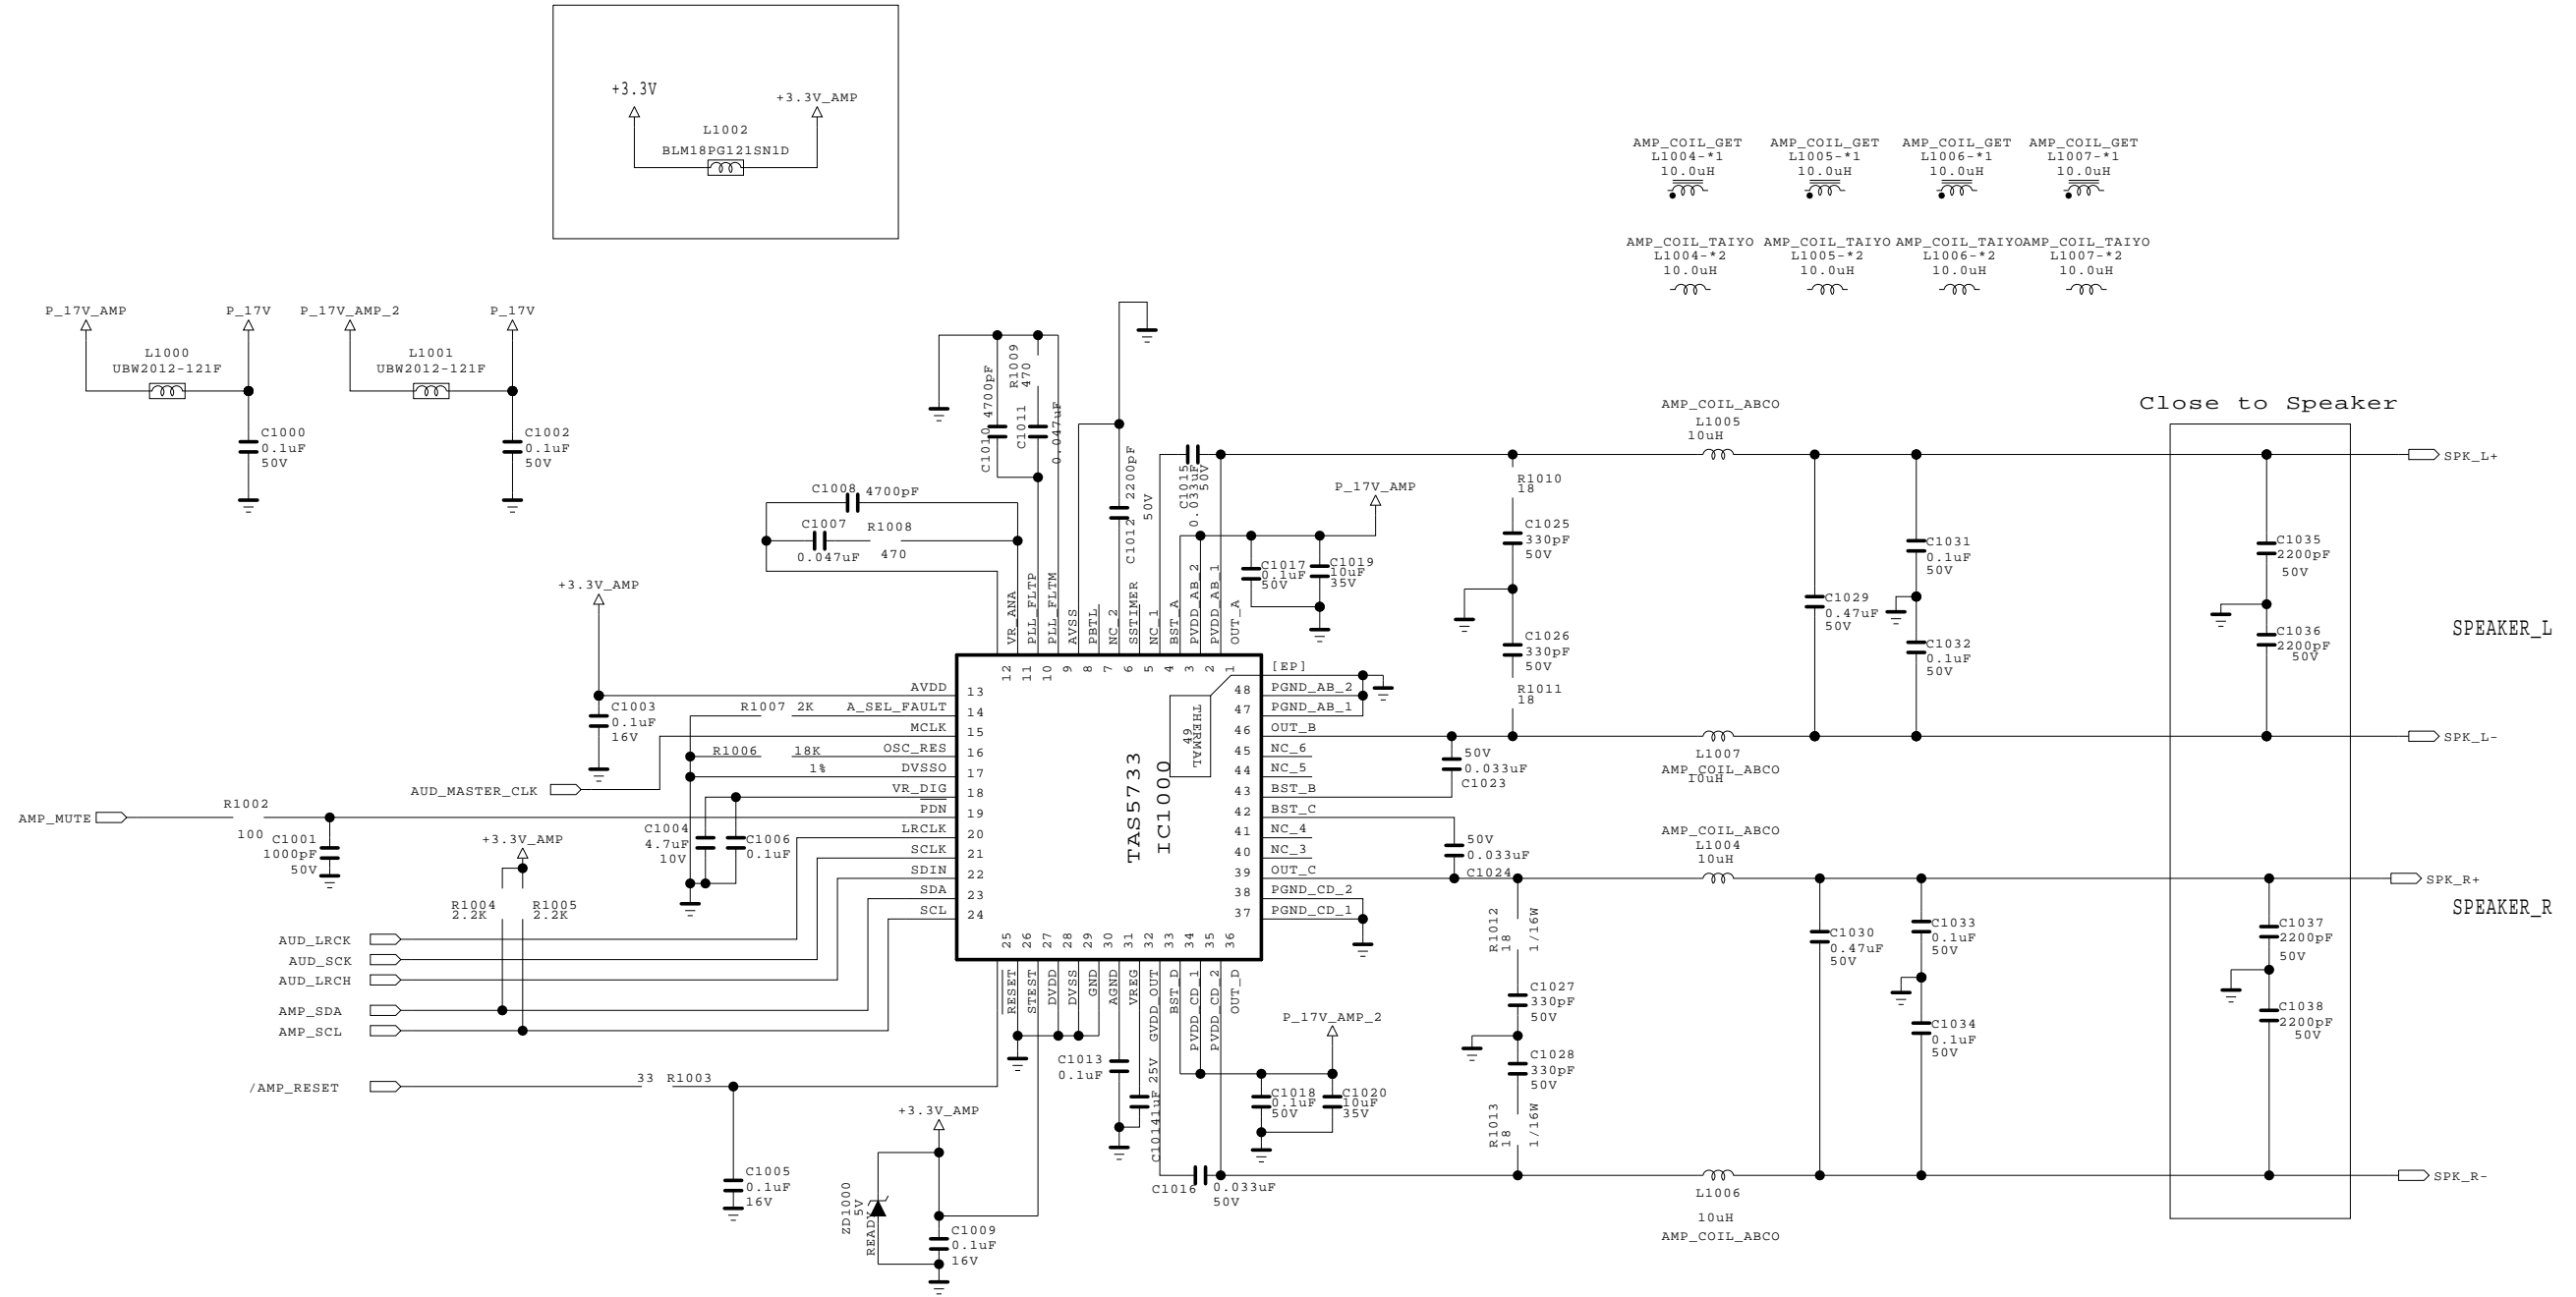 +3.3V
+3.3V_AMP
L1002
BLM18PG121SN1D
AMP_COIL_GET
L1004-*1
10.0uH
AMP_COIL_GET
L1005-*1
10.0uH
AMP_COIL_GET
L1006-*1
10.0uH
AMP_COIL_GET
L1007-*1
10.0uH
AMP_COIL_TAIYO
L1004-*2
10.0uH
AMP_COIL_TAIYO
L1005-*2
10.0uH
AMP_COIL_TAIYO
L1006-*2
10.0uH
AMP_COIL_TAIYO
L1007-*2
10.0uH
P_17V_AMP
P_17V
L1000
UBW2012-121F
C1000
0.1uF
50V
P_17V_AMP_2
P_17V
L1001
UBW2012-121F
C1002
0.1uF
50V
C1010
4700pF
R1009
470
C1011
0.047uF
C1008
4700pF
C1007
0.047uF
R1008
470
C1012
2200pF
50V
C1015
0.033uF
50V
P_17V_AMP
C1017
0.1uF
50V
C1019
10uF
35V
+3.3V_AMP
C1003
0.1uF
16V
VR_ANA
PLL_FLTP
PLL_FLTM
AVSS
PBTL
NC_2
SSTIMER
NC_1
BST_A
PVDD_AB_2
PVDD_AB_1
OUT_A
12
11
10
9
8
7
6
5
4
3
2
1
AVDD
13
A_SEL_FAULT
14
MCLK
15
OSC_RES
16
DVSSO
17
VR_DIG
18
PDN
19
LRCLK
20
SCLK
21
SDIN
22
SDA
23
SCL
24
R1007
2K
R1006
18K
1%
AUD_MASTER_CLK
AMP_MUTE
R1002
100
C1001
1000pF
50V
+3.3V_AMP
R1004
2.2K
R1005
2.2K
C1004
4.7uF
10V
C1006
0.1uF
AUD_LRCK
AUD_SCK
AUD_LRCH
AMP_SDA
AMP_SCL
/AMP_RESET
33
R1003
C1005
0.1uF
16V
TAS5733
IC1000
THERMAL
49
[EP]
48
PGND_AB_2
47
PGND_AB_1
46
OUT_B
45
NC_6
44
NC_5
43
BST_B
42
BST_C
41
NC_4
40
NC_3
39
OUT_C
38
PGND_CD_2
37
PGND_CD_1
25
26
27
28
29
30
31
32
33
34
35
36
RESET
STEST
DVDD
DVSS
GND
AGND
VREG
GVDD_OUT
BST_D
PVDD_CD_1
PVDD_CD_2
OUT_D
C1013
0.1uF
C1014
1uF
25V
+3.3V_AMP
ZD1000
5V
READY
C1009
0.1uF
16V
C1016
0.033uF
50V
P_17V_AMP_2
C1018
0.1uF
50V
C1020
10uF
35V
50V
0.033uF
C1023
50V
0.033uF
C1024
R1010
18
C1025
330pF
50V
C1026
330pF
50V
R1011
18
R1012
18
1/16W
C1027
330pF
50V
C1028
330pF
50V
R1013
18
1/16W
AMP_COIL_ABCO
L1005
10uH
L1007
AMP_COIL_ABCO
10uH
AMP_COIL_ABCO
L1004
10uH
L1006
10uH
AMP_COIL_ABCO
C1029
0.47uF
50V
C1031
0.1uF
50V
C1032
0.1uF
50V
C1030
0.47uF
50V
C1033
0.1uF
50V
C1034
0.1uF
50V
Close to Speaker
C1035
2200pF
50V
C1036
2200pF
50V
C1037
2200pF
50V
C1038
2200pF
50V
SPK_L+
SPEAKER_L
SPK_L-
SPK_R+
SPEAKER_R
SPK_R-